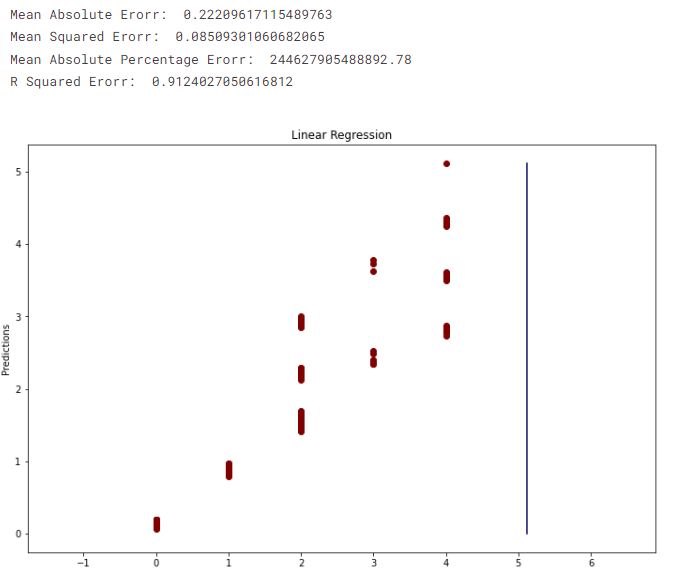 Mean Absolute Erorr:  0.22209617115489763
Mean Squared Erorr:  0.08509301060682065
Mean Absolute Percentage Erorr:  244627905488892.78
R Squared Erorr:  0.9124027050616812
Linear Regression
5
4
3
2
1
0
Predictions
−1 0 1 2 3 4 5 6